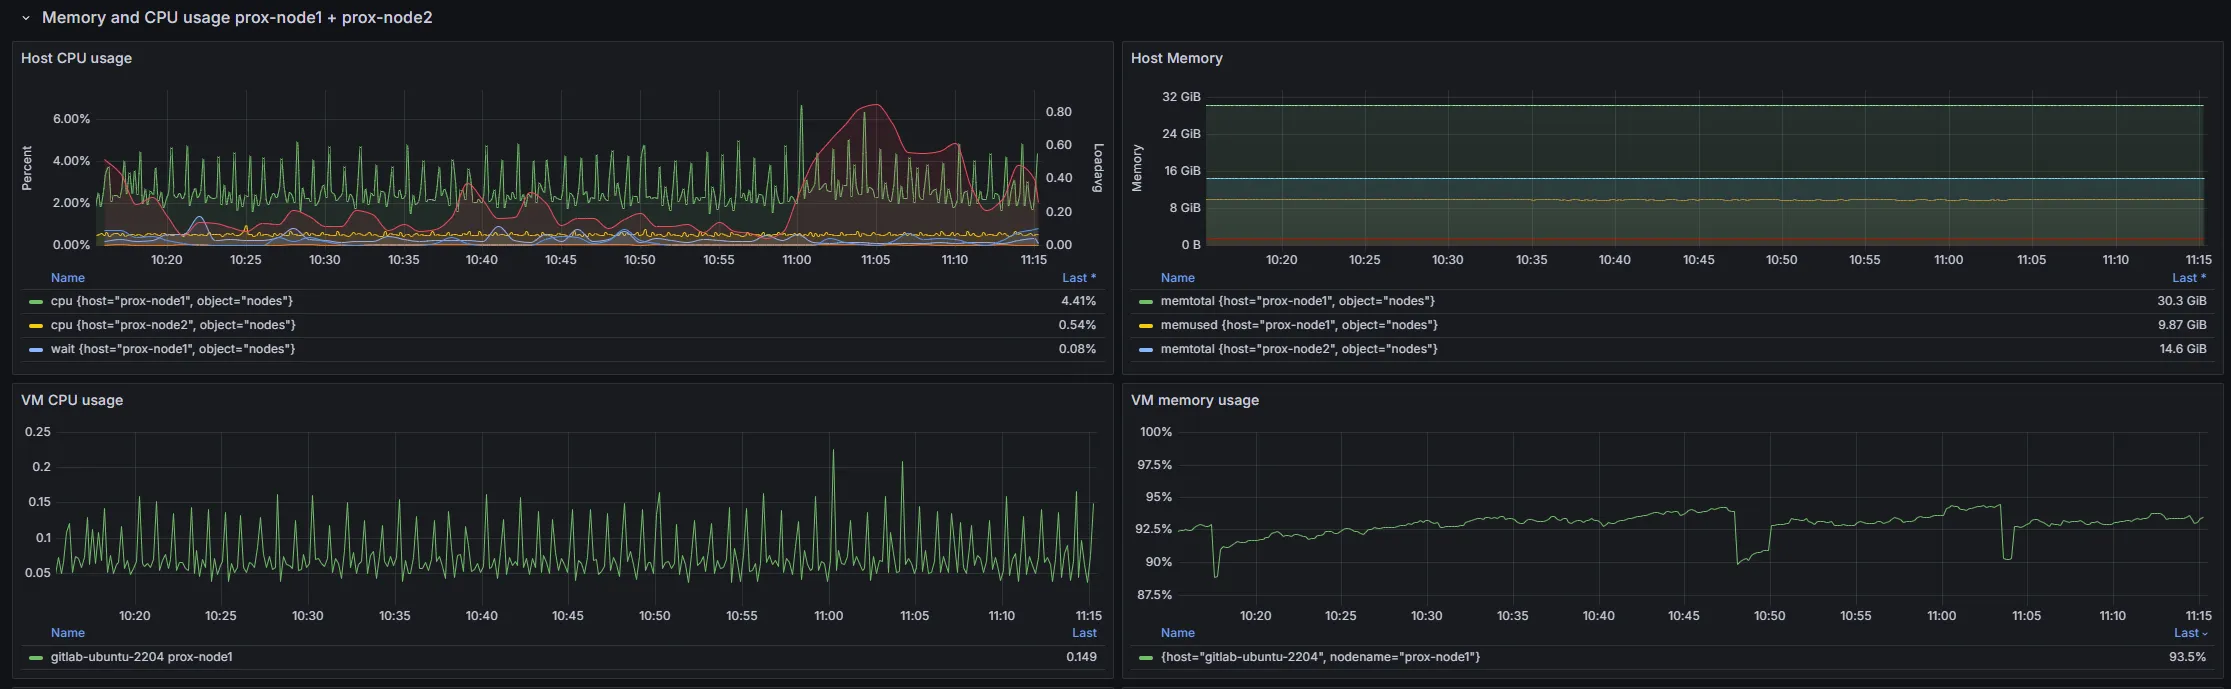 Memory and CPU usage prox-node1 + prox-node2
Host CPU usage
6.00%
4.00%
2.00%
0.00%
Percent
0.80
0.60
0.40
0.20
0.00
Loadavg
10:20 10:25 10:30 10:35 10:40 10:45 10:50 10:55 11:00 11:05 11:10 11:15
Name Last *
cpu {host="prox-node1", object="nodes"} 4.41%
cpu {host="prox-node2", object="nodes"} 0.54%
wait {host="prox-node1", object="nodes"} 0.08%
Host Memory
32 GiB
24 GiB
16 GiB
8 GiB
0 B
Memory
10:20 10:25 10:30 10:35 10:40 10:45 10:50 10:55 11:00 11:05 11:10 11:15
Name Last *
memtotal {host="prox-node1", object="nodes"} 30.3 GiB
memused {host="prox-node1", object="nodes"} 9.87 GiB
memtotal {host="prox-node2", object="nodes"} 14.6 GiB
VM CPU usage
0.25
0.2
0.15
0.1
0.05
10:20 10:25 10:30 10:35 10:40 10:45 10:50 10:55 11:00 11:05 11:10 11:15
Name Last
gitlab-ubuntu-2204 prox-node1 0.149
VM memory usage
100%
97.5%
95%
92.5%
90%
87.5%
10:20 10:25 10:30 10:35 10:40 10:45 10:50 10:55 11:00 11:05 11:10 11:15
Name Last
{host="gitlab-ubuntu-2204", nodename="prox-node1"} 93.5%